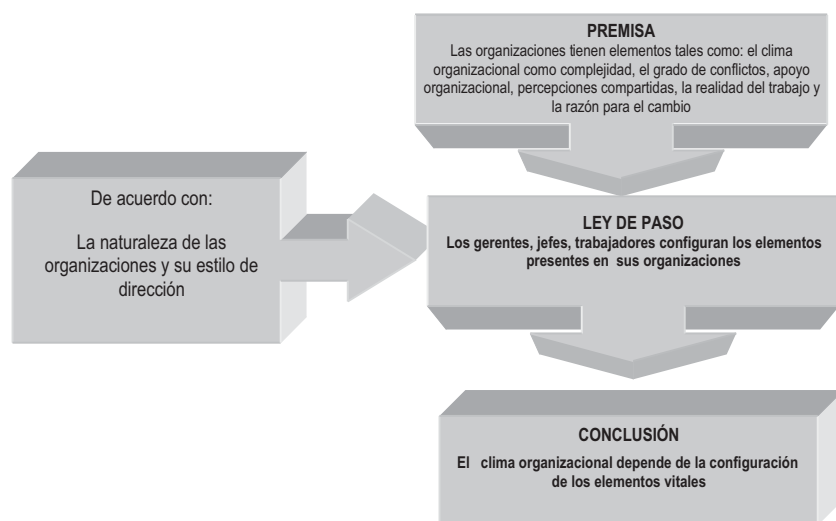 PREMISA
Las organizaciones tienen elementos tales como: el clima
organizacional como complejidad, el grado de conflictos, apoyo
organizacional, percepciones compartidas, la realidad del trabajo y
la razón para el cambio
De acuerdo con:
La naturaleza de las
organizaciones y su estilo de
dirección
LEY DE PASO
Los gerentes, jefes, trabajadores configuran los elementos
presentes en sus organizaciones
CONCLUSIÓN
El clima organizacional depende de la configuración
de los elementos vitales